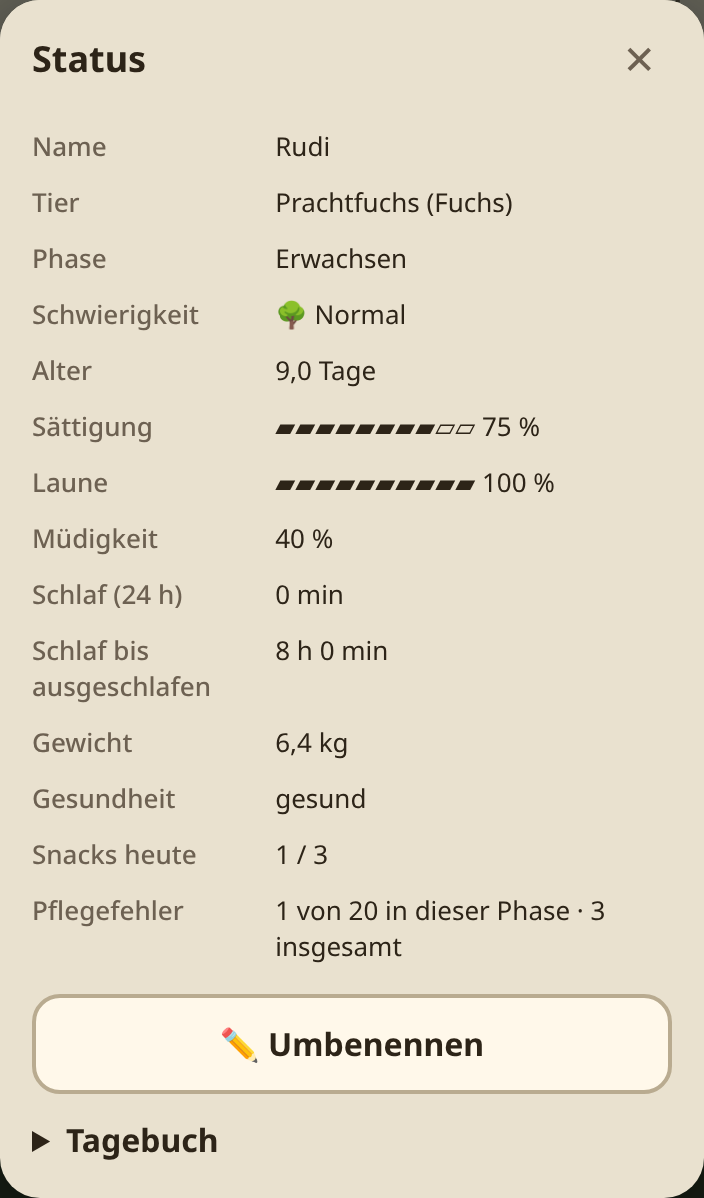 Status
Name Rudi
Tier Prachtfuchs (Fuchs)
Phase Erwachsen
Schwierigkeit 🌳 Normal
Alter 9,0 Tage
Sättigung ▰▰▰▰▰▰▰▰▱▱ 75 %
Laune ▰▰▰▰▰▰▰▰▰▰ 100 %
Müdigkeit 40 %
Schlaf (24 h) 0 min
Schlaf bis 8 h 0 min
ausgeschlafen
Gewicht 6,4 kg
Gesundheit gesund
Snacks heute 1 / 3
Pflegefehler 1 von 20 in dieser Phase · 3
insgesamt
✏️ Umbenennen
▶ Tagebuch